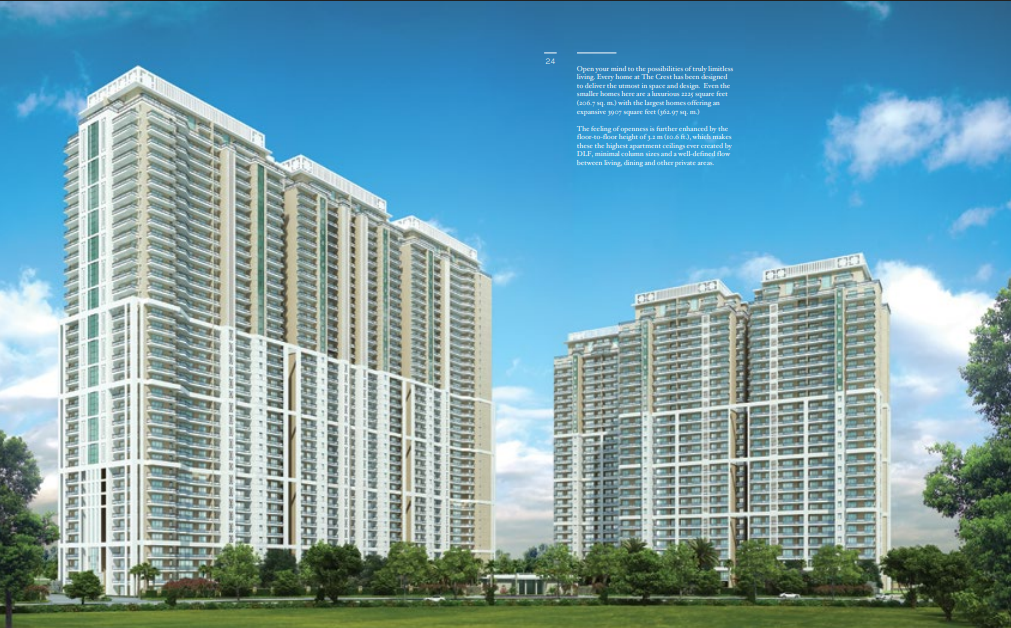 24
Open your mind to the possibilities of truly limitless
living. Every home at The Crest has been designed
to deliver the utmost in space and design. Even the
smaller homes here are a luxurious 2225 square feet
(206.7 sq. m.) with the largest homes offering an
expansive 3907 square feet (362.97 sq. m.)
The feeling of openness is further enhanced by the
floor-to-floor height of 3.2 m (10.6 ft.), which makes
these the highest apartment ceilings ever created by
DLF, minimal column sizes and a well-defined flow
between living, dining and other private areas.